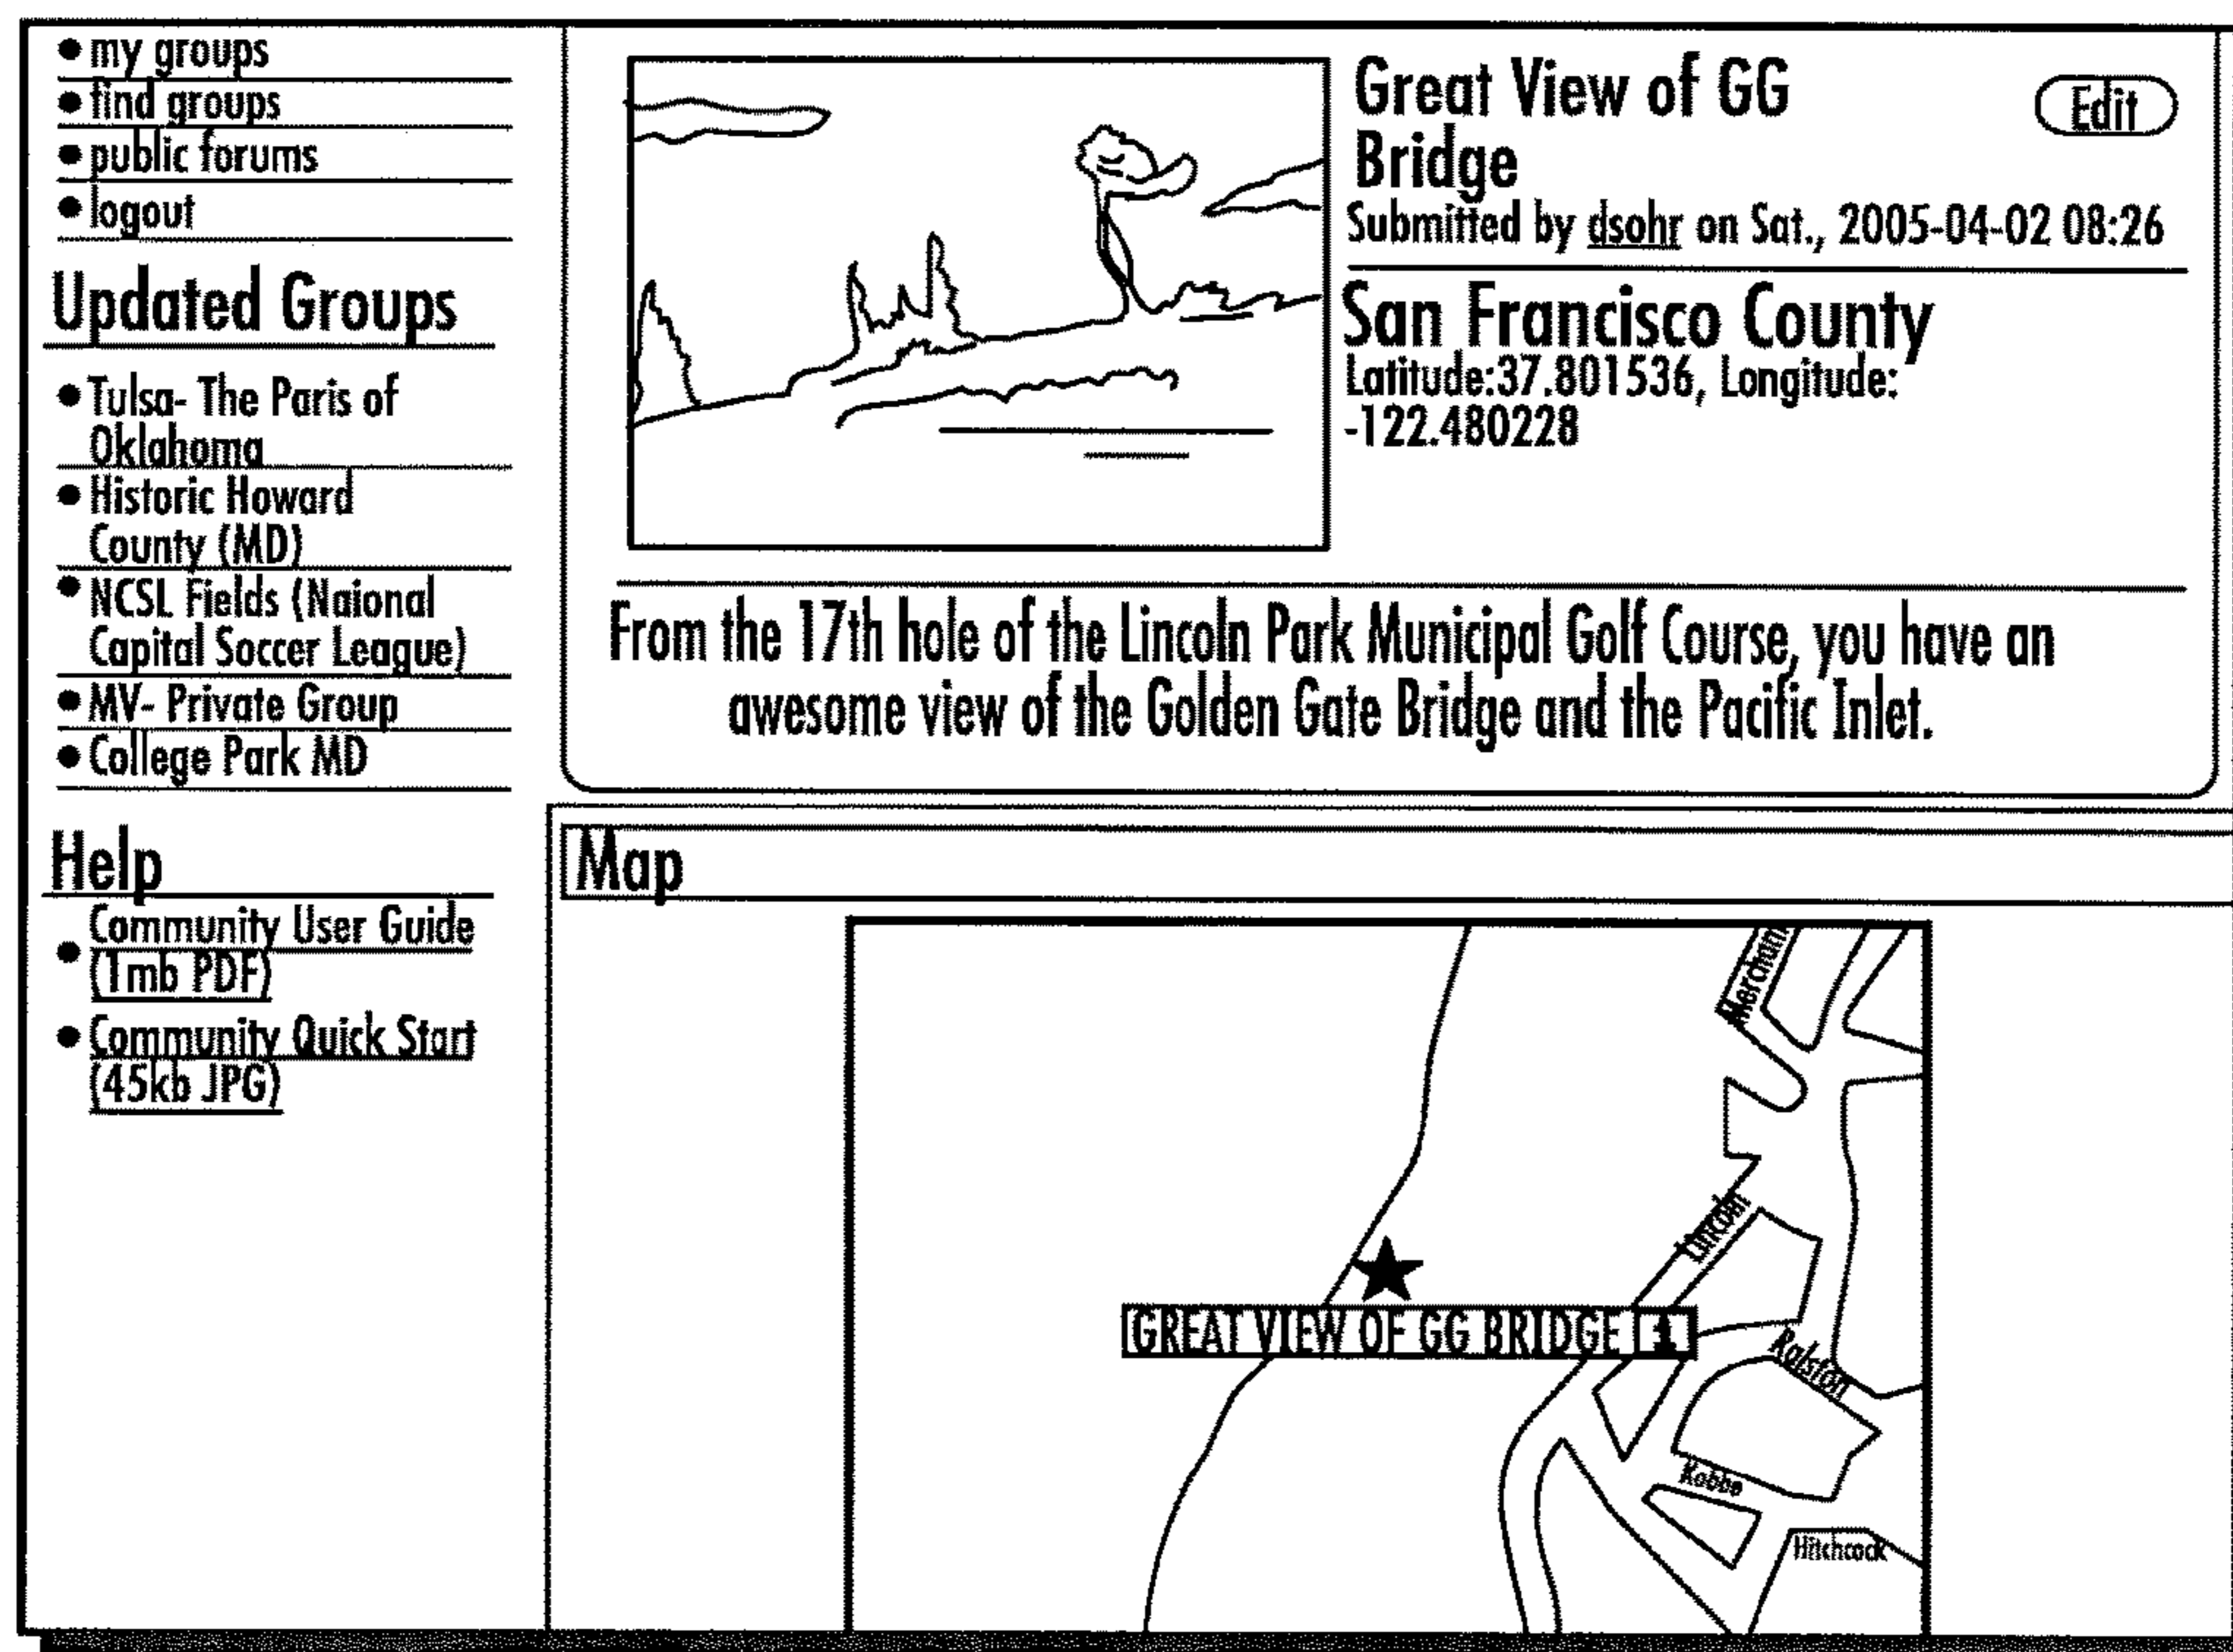 my groups
find groups
public forums
logout
Updated Groups
Tulsa- The Paris of
Oklahoma
Historic Howard
County (MD)
NCSL Fields (Naional
Capital Soccer League)
MV- Private Group
College Park MD
Help
Community User Guide
(1mb PDF)
Community Quick Start
(45kb JPG)
Great View of GG
Bridge
Edit
Submitted by dsohr on Sat., 2005-04-02 08:26
San Francisco County
Latitude:37.801536, Longitude:
-122.480228
From the 17th hole of the Lincoln Park Municipal Golf Course, you have an
awesome view of the Golden Gate Bridge and the Pacific Inlet.
Map
Merchant
Lincoln
GREAT VIEW OF GG BRIDGE 1
Ralston
Kobbe
Hitchcock